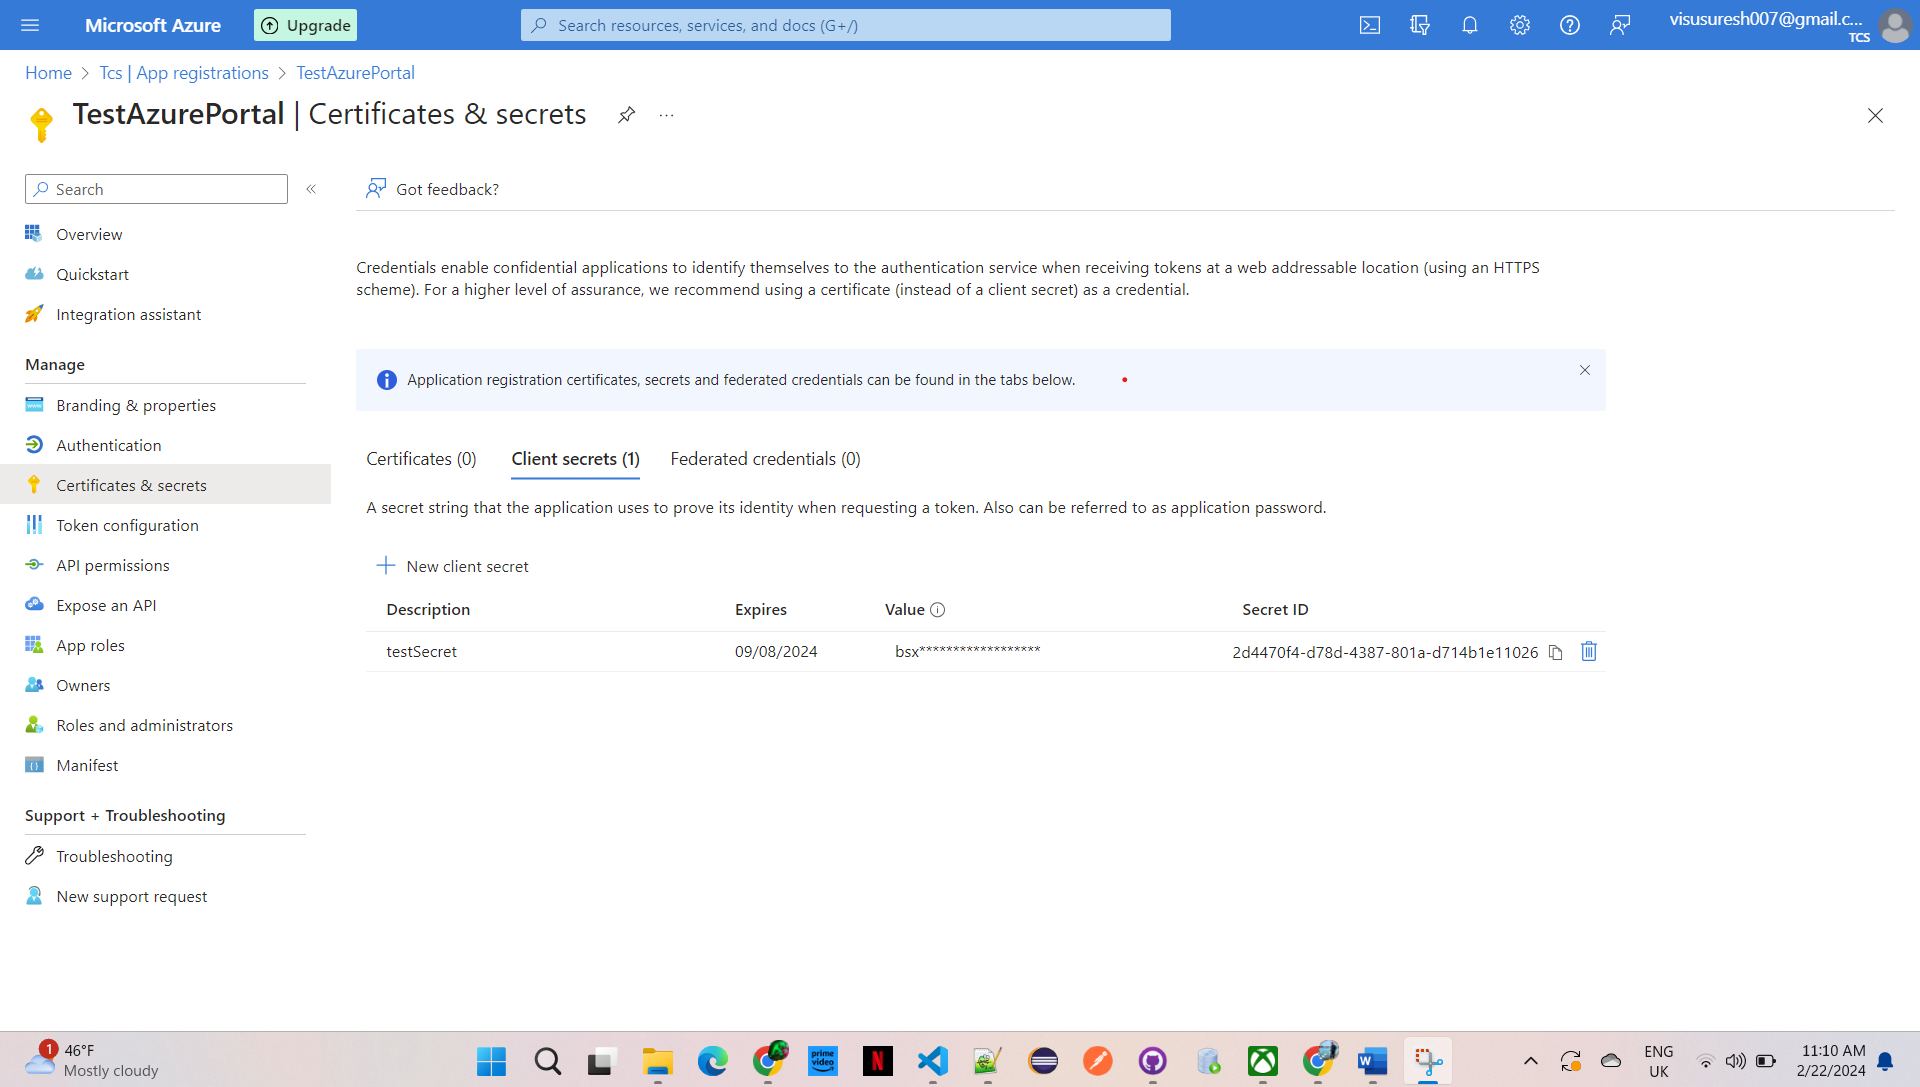 Microsoft Azure
Upgrade
Search resources, services, and docs (G+/)
visusuresh007@gmail.c...
TCS
Home > Tcs | App registrations > TestAzurePortal
TestAzurePortal | Certificates & secrets
Search
Got feedback?
Overview
Quickstart
Integration assistant
Manage
Branding & properties
Authentication
Certificates & secrets
Token configuration
API permissions
Expose an API
App roles
Owners
Roles and administrators
Manifest
Support + Troubleshooting
Troubleshooting
New support request
Credentials enable confidential applications to identify themselves to the authentication service when receiving tokens at a web addressable location (using an HTTPS
scheme). For a higher level of assurance, we recommend using a certificate (instead of a client secret) as a credential.
Application registration certificates, secrets and federated credentials can be found in the tabs below.
Certificates (0) Client secrets (1) Federated credentials (0)
A secret string that the application uses to prove its identity when requesting a token. Also can be referred to as application password.
New client secret
Description Expires Value Secret ID
testSecret 09/08/2024 bsx****************** 2d4470f4-d78d-4387-801a-d714b1e11026
1
46°F
Mostly cloudy
prime
video
N
W
ENG
UK
11:10 AM
2/22/2024